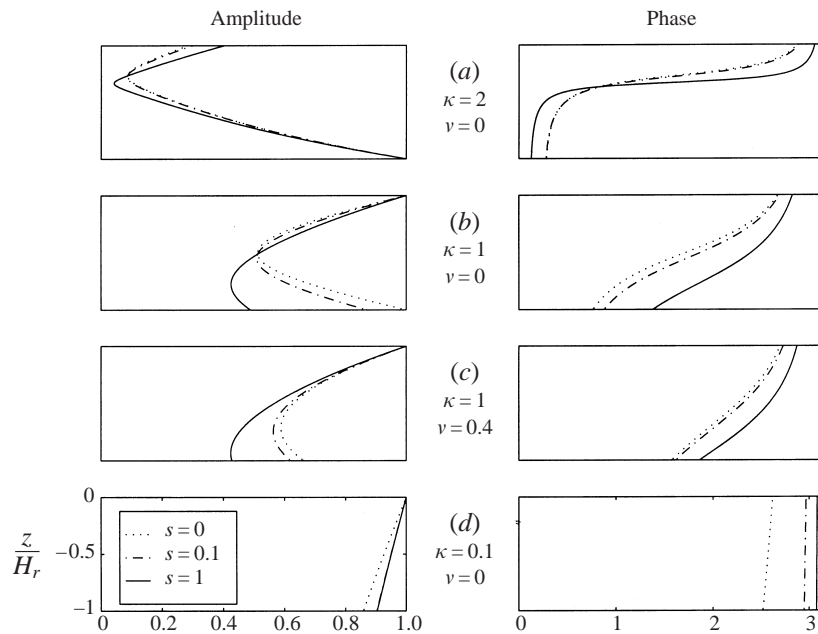 Amplitude
Phase
(a)
κ = 2
ν = 0
(b)
κ = 1
ν = 0
(c)
κ = 1
ν = 0.4
(d)
κ = 0.1
ν = 0
z
H_r
0
−0.5
−1
s = 0
s = 0.1
s = 1
0 0.2 0.4 0.6 0.8 1.0
0 1 2 3